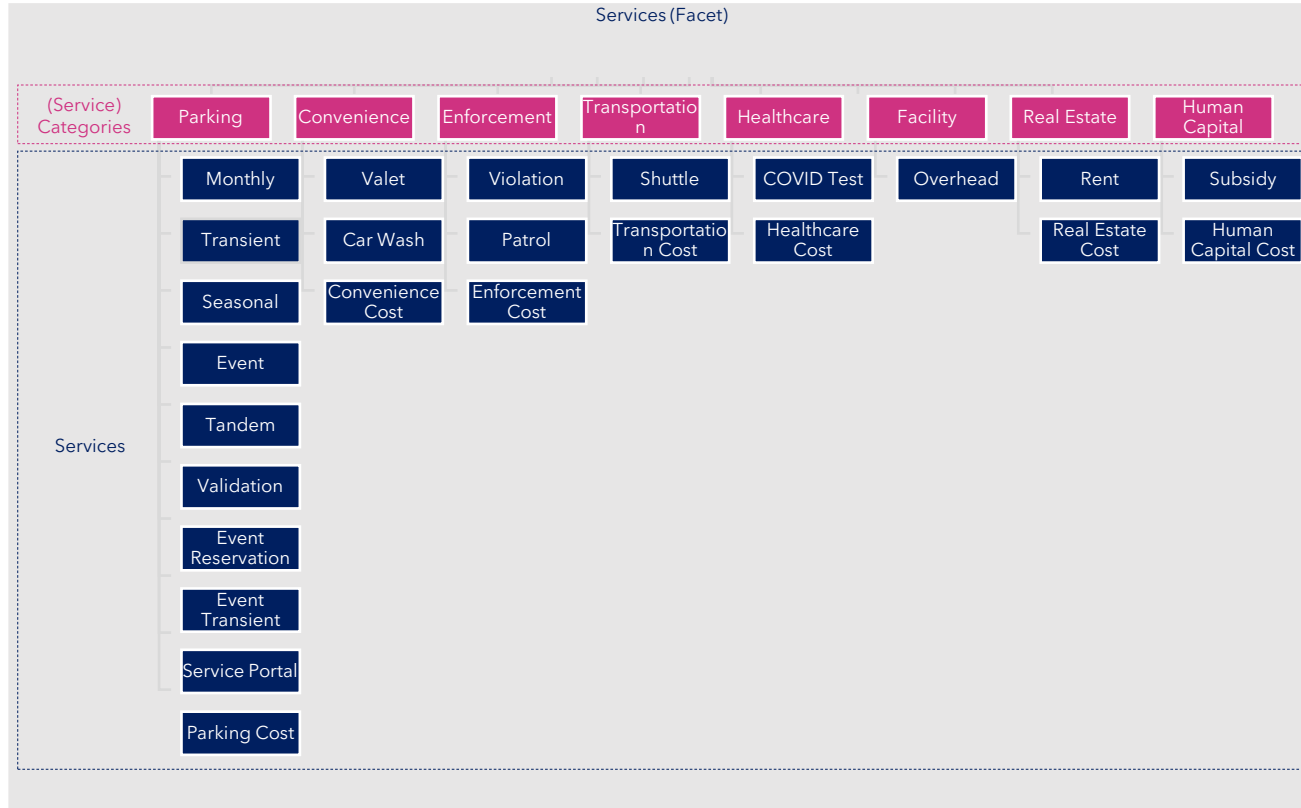 Services (Facet)
(Service)
Categories
Parking
Convenience
Enforcement
Transportatio
n
Healthcare
Facility
Real Estate
Human
Capital
Services
Monthly
Valet
Violation
Shuttle
COVID Test
Overhead
Rent
Subsidy
Transient
Car Wash
Patrol
Transportatio
n Cost
Healthcare
Cost
Real Estate
Cost
Human
Capital Cost
Seasonal
Convenience
Cost
Enforcement
Cost
Event
Tandem
Validation
Event
Reservation
Event
Transient
Service Portal
Parking Cost